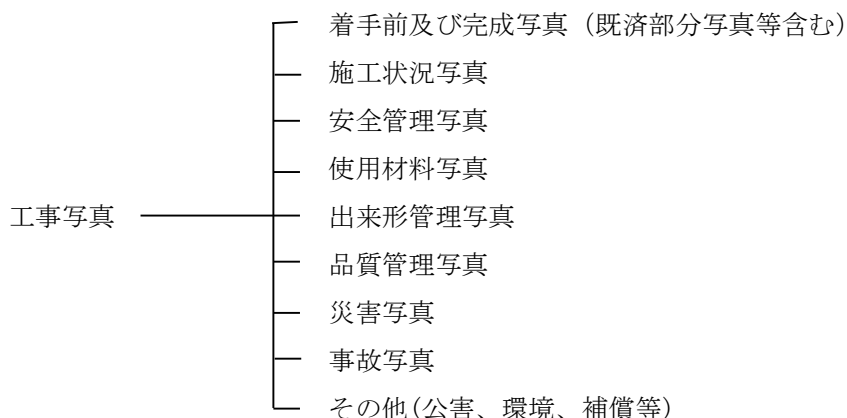 着手前及び完成写真（既済部分写真等含む）
施工状況写真
安全管理写真
使用材料写真
工事写真
出来形管理写真
品質管理写真
災害写真
事故写真
その他(公害、環境、補償等)